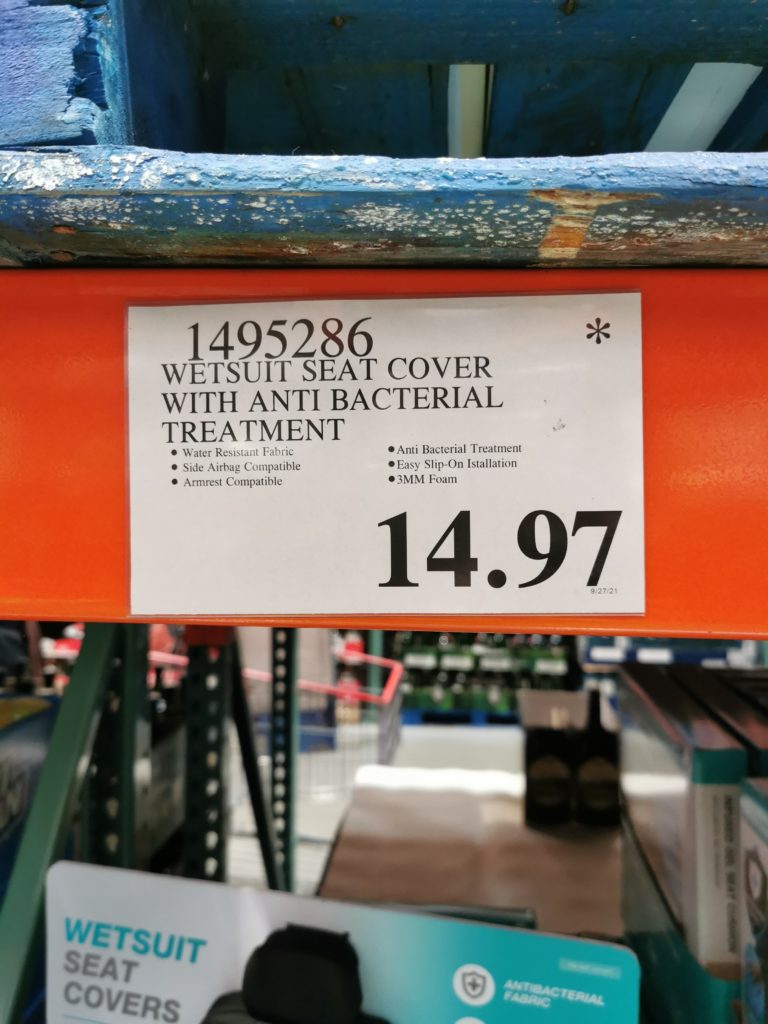 1495286 *
WETSUIT SEAT COVER
WITH ANTI BACTERIAL
TREATMENT
• Water Resistant Fabric
• Side Airbag Compatible
• Armrest Compatible
• Anti Bacterial Treatment
• Easy Slip-On Istallation
• 3MM Foam
14.97
9/27/21
WETSUIT
SEAT
COVERS
ANTIBACTERIAL
FABRIC